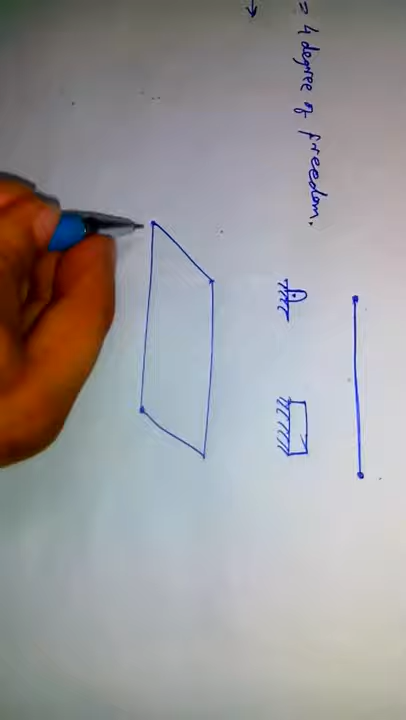 = 4 degree of freedom.
→